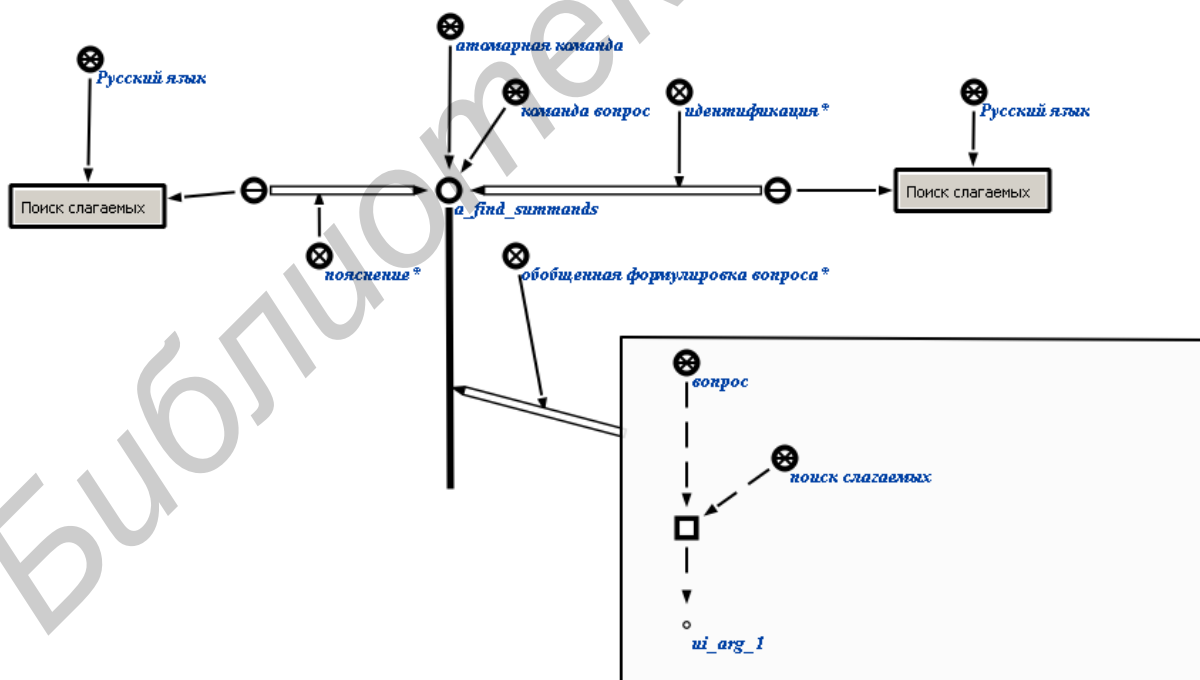 атомарная команда
Русский язык
команда вопрос
идентификация*
Русский язык
Поиск слагаемых
Поиск слагаемых
a_find_summands
пояснение*
обобщенная формулировка вопроса*
вопрос
поиск слагаемых
ui_arg_1